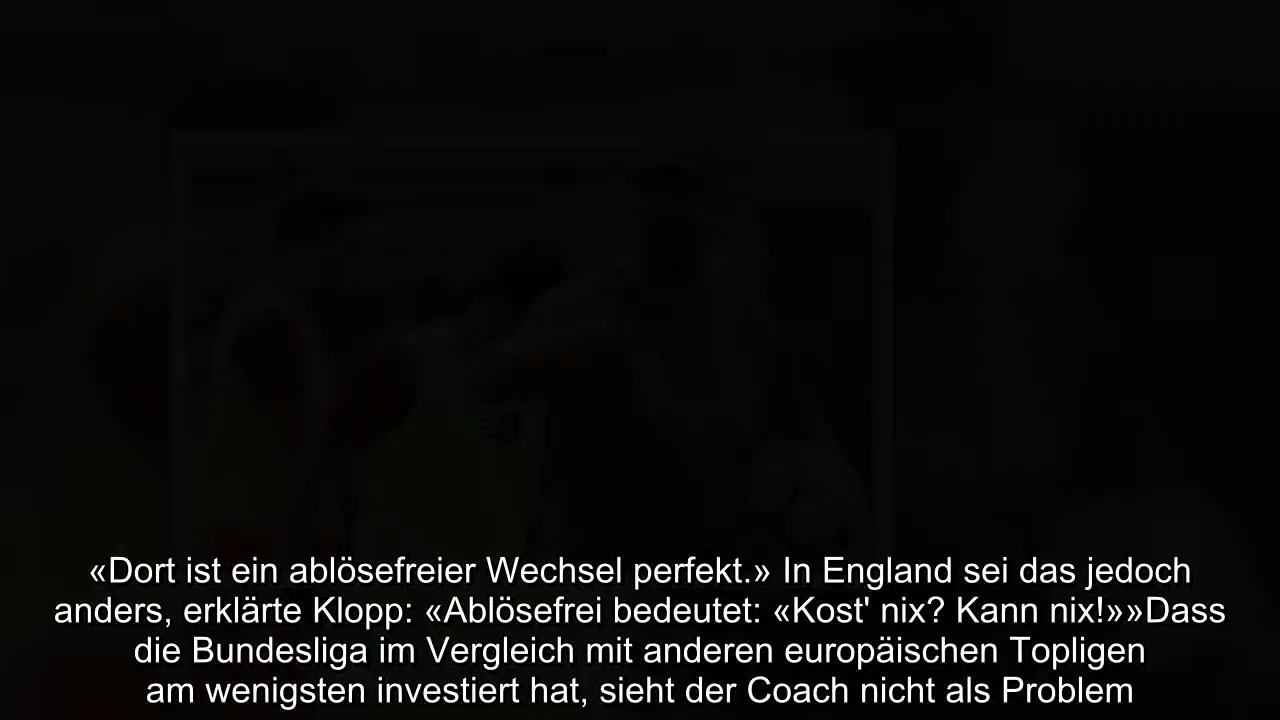 «Dort ist ein ablösefreier Wechsel perfekt.» In England sei das jedoch
anders, erklärte Klopp: «Ablösefrei bedeutet: «Kost' nix? Kann nix!»»Dass
die Bundesliga im Vergleich mit anderen europäischen Topligen
am wenigsten investiert hat, sieht der Coach nicht als Problem